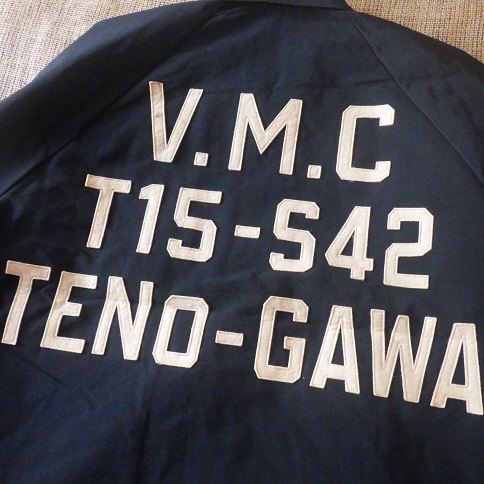 V.M.C
T15-S42
TENO-GAWA